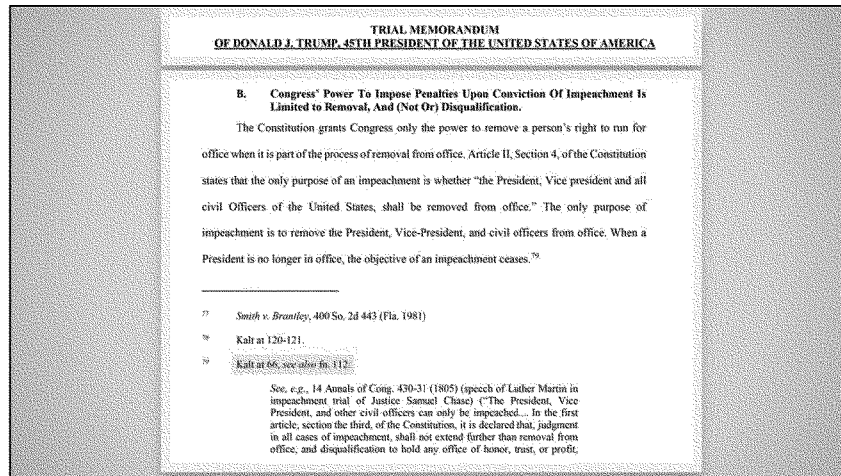 TRIAL MEMORANDUM
OF DONALD J. TRUMP, 45TH PRESIDENT OF THE UNITED STATES OF AMERICA
B. Congress' Power To Impose Penalties Upon Conviction Of Impeachment Is
Limited to Removal, And (Not Or) Disqualification.
The Constitution grants Congress only the power to remove a person's right to run for
office when it is part of the process of removal from office. Article II, Section 4, of the Constitution
states that the only purpose of an impeachment is whether "the President, Vice president and all
civil Officers of the United States, shall be removed from office." The only purpose of
impeachment is to remove the President, Vice-President, and civil officers from office. When a
President is no longer in office, the objective of an impeachment ceases.79
77 Smith v. Brantley, 400 So. 2d 443 (Fla. 1981)
78 Kalt at 120-121.
79 Kalt at 66, see also fn. 112.
See, e.g., 14 Annals of Cong. 430-31 (1805) (speech of Luther Martin in
impeachment trial of Justice Samuel Chase) ("The President, Vice
President, and other civil officers can only be impeached.... In the first
article, section the third, of the Constitution, it is declared that, judgment
in all cases of impeachment, shall not extend further than removal from
office, and disqualification to hold any office of honor, trust, or profit,